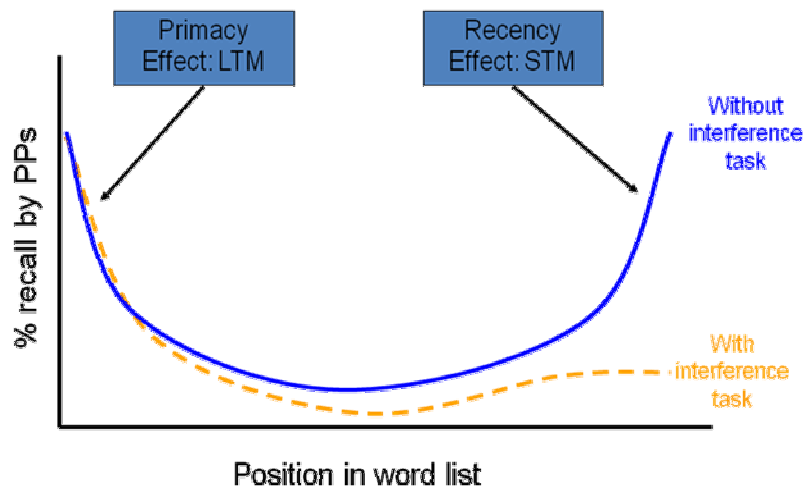 Primacy
Effect: LTM
Recency
Effect: STM
Without
interference
task
% recall by PPs
With
interference
task
Position in word list